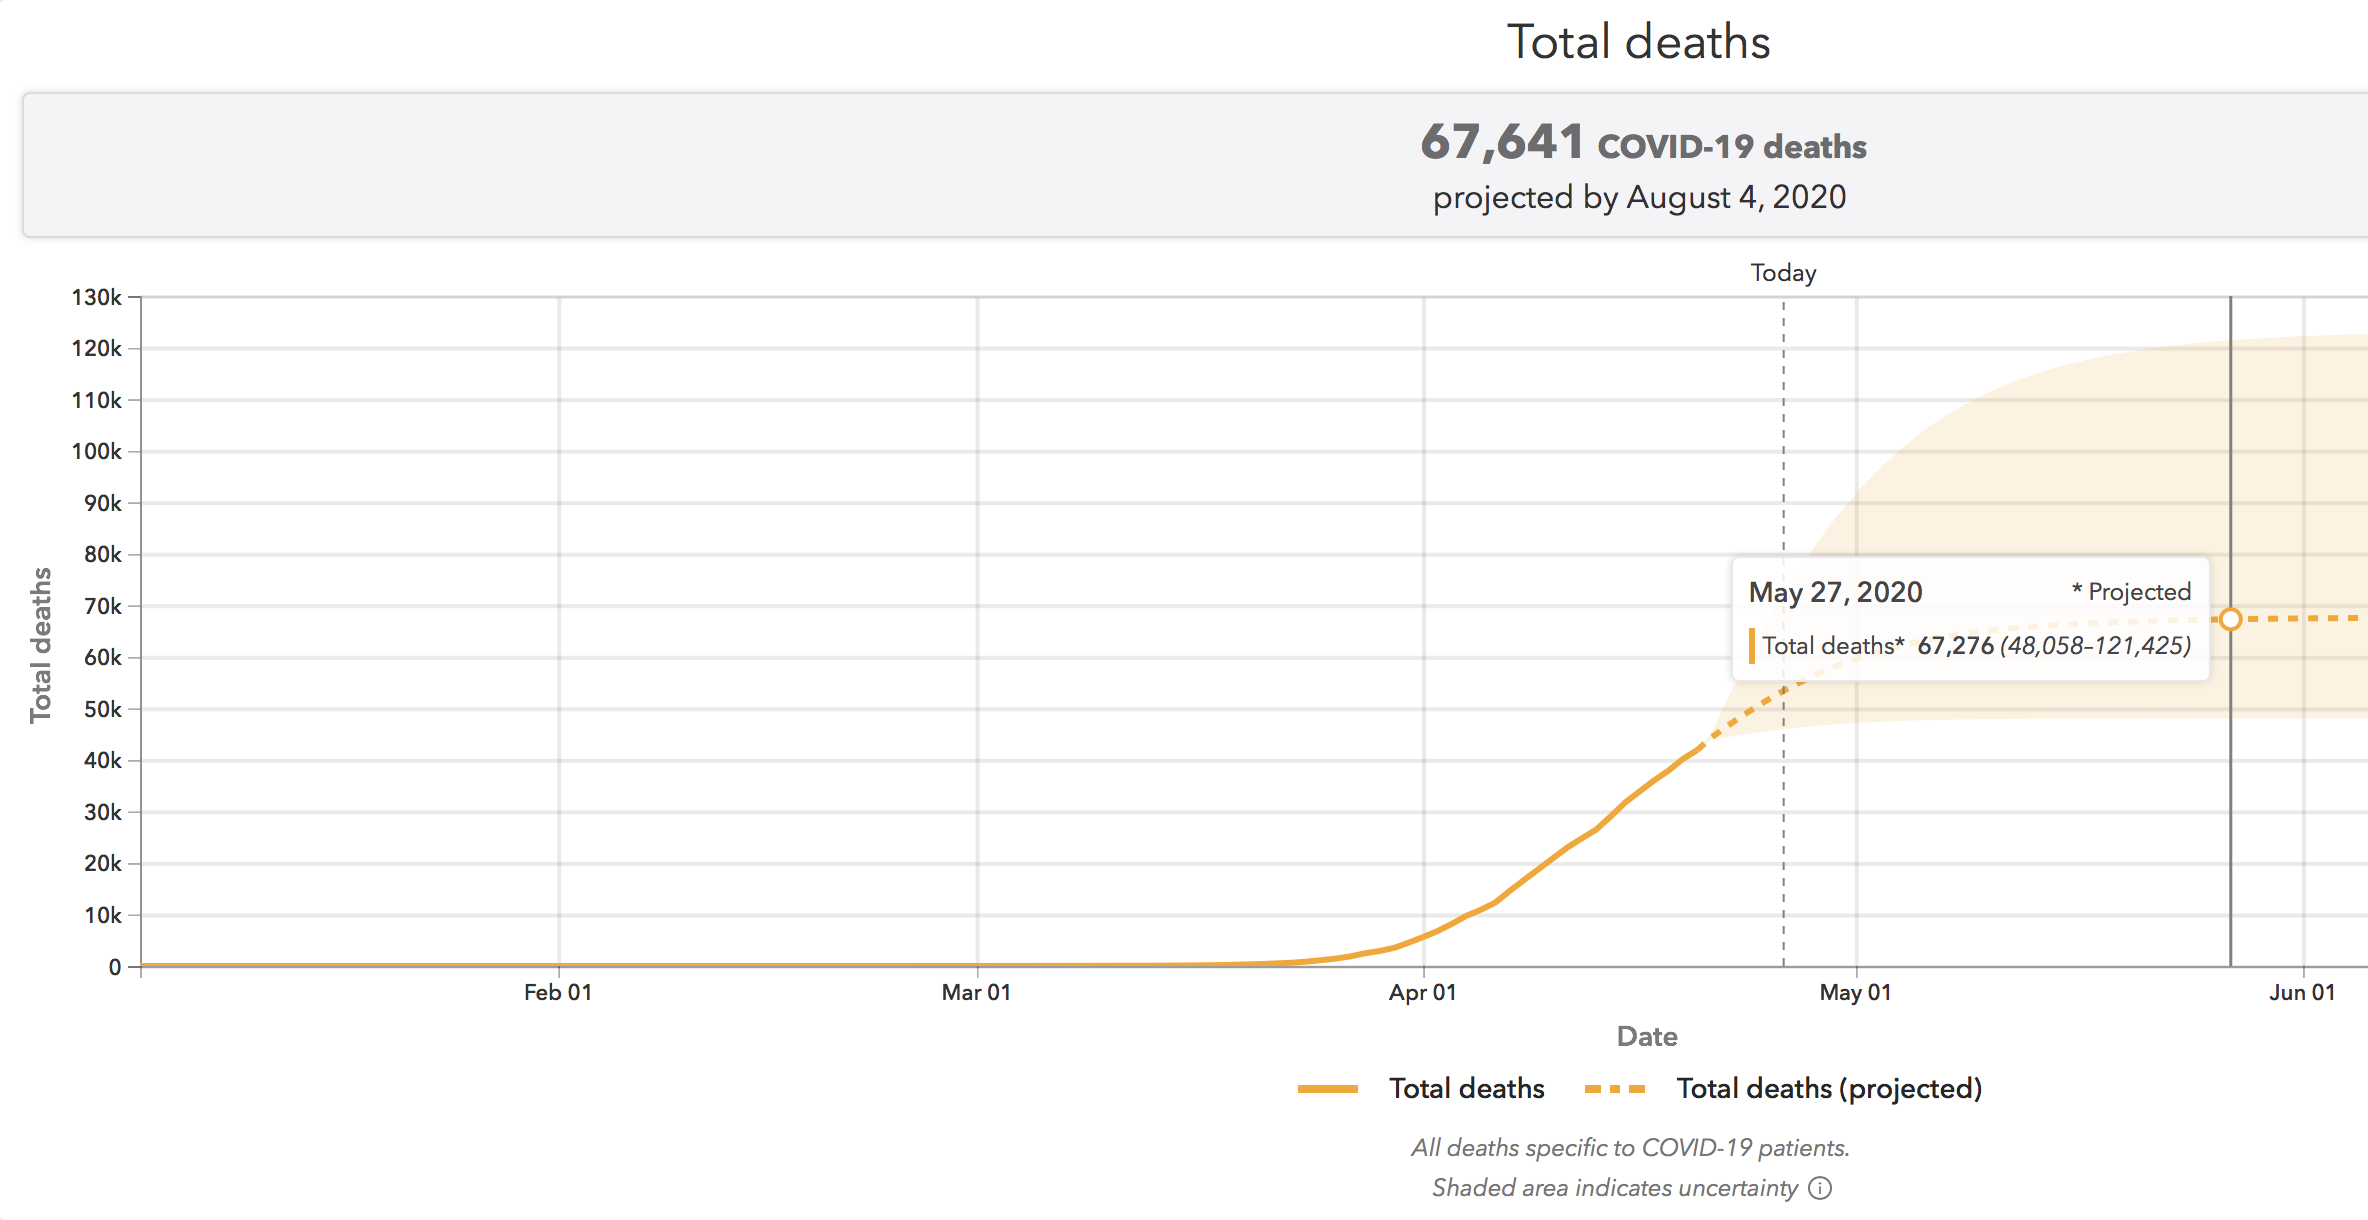 Total deaths
67,641 COVID-19 deaths
projected by August 4, 2020
Today
130k
120k
110k
100k
90k
80k
70k
60k
50k
40k
30k
20k
10k
0
Total deaths
May 27, 2020 * Projected
Total deaths* 67,276 (48,058–121,425)
Feb 01 Mar 01 Apr 01 May 01 Jun 01
Date
Total deaths Total deaths (projected)
All deaths specific to COVID-19 patients.
Shaded area indicates uncertainty